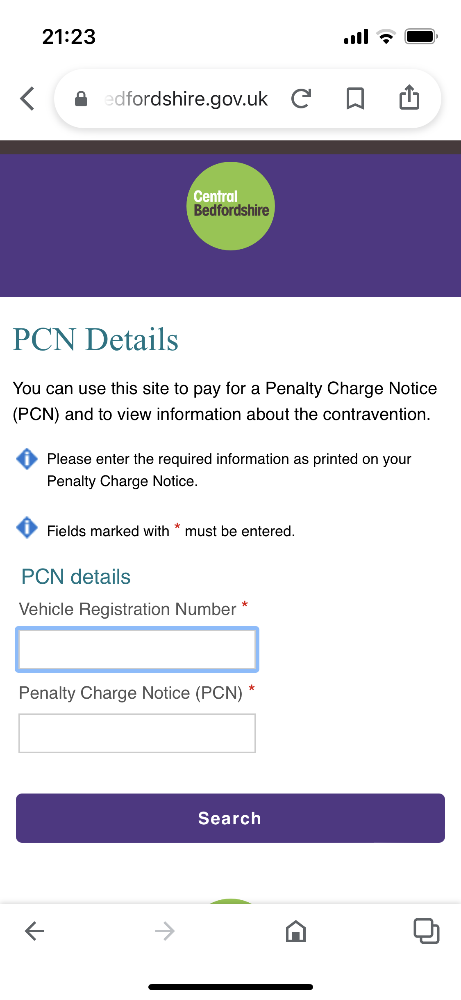 21:23
edfordshire.gov.uk
Central
Bedfordshire
PCN Details
You can use this site to pay for a Penalty Charge Notice
(PCN) and to view information about the contravention.
Please enter the required information as printed on your
Penalty Charge Notice.
Fields marked with * must be entered.
PCN details
Vehicle Registration Number *
Penalty Charge Notice (PCN) *
Search